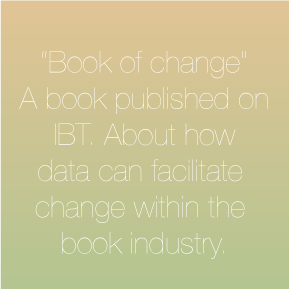 "Book of change"
A book published on
IBT. About how
data can facilitate
change within the
book industry.